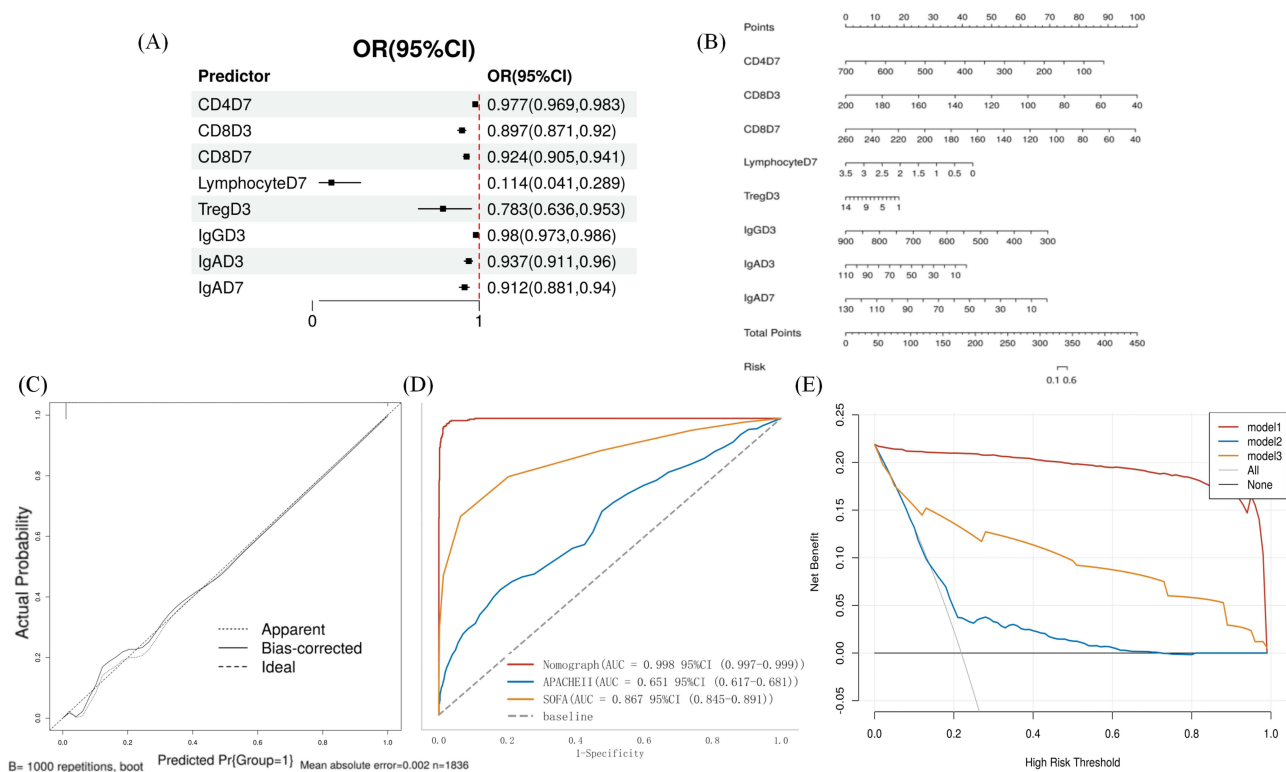 (A)
OR(95%CI)
Predictor OR(95%CI)
CD4D7 0.977(0.969,0.983)
CD8D3 0.897(0.871,0.92)
CD8D7 0.924(0.905,0.941)
LymphocyteD7 0.114(0.041,0.289)
TregD3 0.783(0.636,0.953)
IgGD3 0.98(0.973,0.986)
IgAD3 0.937(0.911,0.96)
IgAD7 0.912(0.881,0.94)
0 1
(B)
Points 0 10 20 30 40 50 60 70 80 90 100
CD4D7
700 600 500 400 300 200 100
CD8D3
200 180 160 140 120 100 80 60 40
CD8D7
260 240 220 200 180 160 140 120 100 80 60 40
LymphocyteD7
3.5 3 2.5 2 1.5 1 0.5 0
TregD3
14 9 5 1
IgGD3
900 800 700 600 500 400 300
IgAD3
110 90 70 50 30 10
IgAD7
130 110 90 70 50 30 10
Total Points
0 50 100 150 200 250 300 350 400 450
Risk
0.1 0.6
(C)
Actual Probability
1.0
0.8
0.6
0.4
0.2
0.0
Apparent
Bias-corrected
Ideal
0.0 0.2 0.4 0.6 0.8 1.0
B= 1000 repetitions, boot Predicted Pr{Group=1} Mean absolute error=0.002 n=1836
(D)
Nomograph(AUC = 0.998 95%CI (0.997-0.999))
APACHEII(AUC = 0.651 95%CI (0.617-0.681))
SOFA(AUC = 0.867 95%CI (0.845-0.891))
baseline
0.0 0.2 0.4 0.6 0.8 1.0
1-Specificity
(E)
Net Benefit
0.25
0.20
0.15
0.10
0.05
0.00
-0.05
model1
model2
model3
All
None
0.0 0.2 0.4 0.6 0.8 1.0
High Risk Threshold